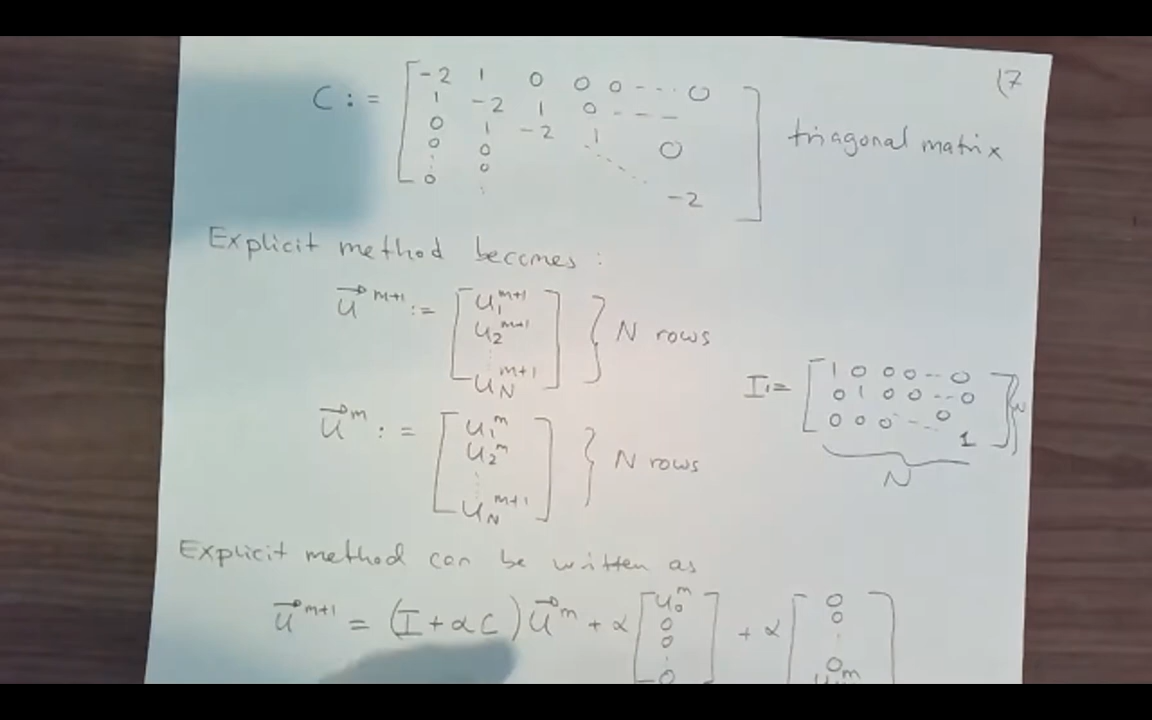 17
C := [ -2 1 0 0 0 --- 0
1 -2 1 0 ---
0 1 -2 1 0
0 0
: 0
0 : -2 ] triagonal matrix
Explicit method becomes :
u⃗^{m+1} := [ u_1^{m+1}
u_2^{m+1}
⋮
u_N^{m+1} ] } N rows
I := [ 1 0 0 0 -- 0
0 1 0 0 -- 0
0 0 0 --- 0
1 ] } N
N
u⃗^m := [ u_1^m
u_2^m
⋮
u_N^{m+1} ] } N rows
Explicit method can be written as
u⃗^{m+1} = (I + αC) u⃗^m + α [ u_0^m 0 0 : 0 ] + α [ 0 0 : 0